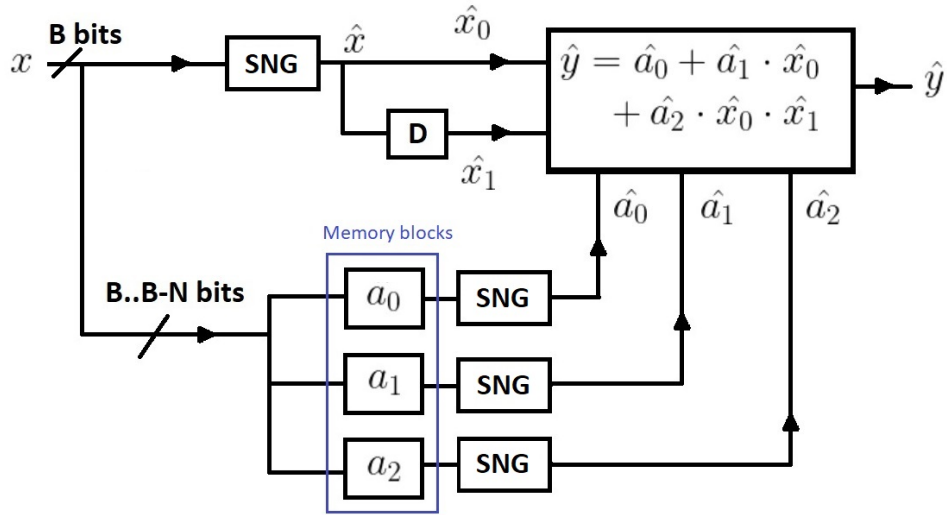 B bits
x
SNG
x̂
x̂₀
ŷ = â₀ + â₁ · x̂₀
+ â₂ · x̂₀ · x̂₁
ŷ
D
x̂₁
â₀
â₁
â₂
Memory blocks
B..B-N bits
a₀
SNG
a₁
SNG
a₂
SNG